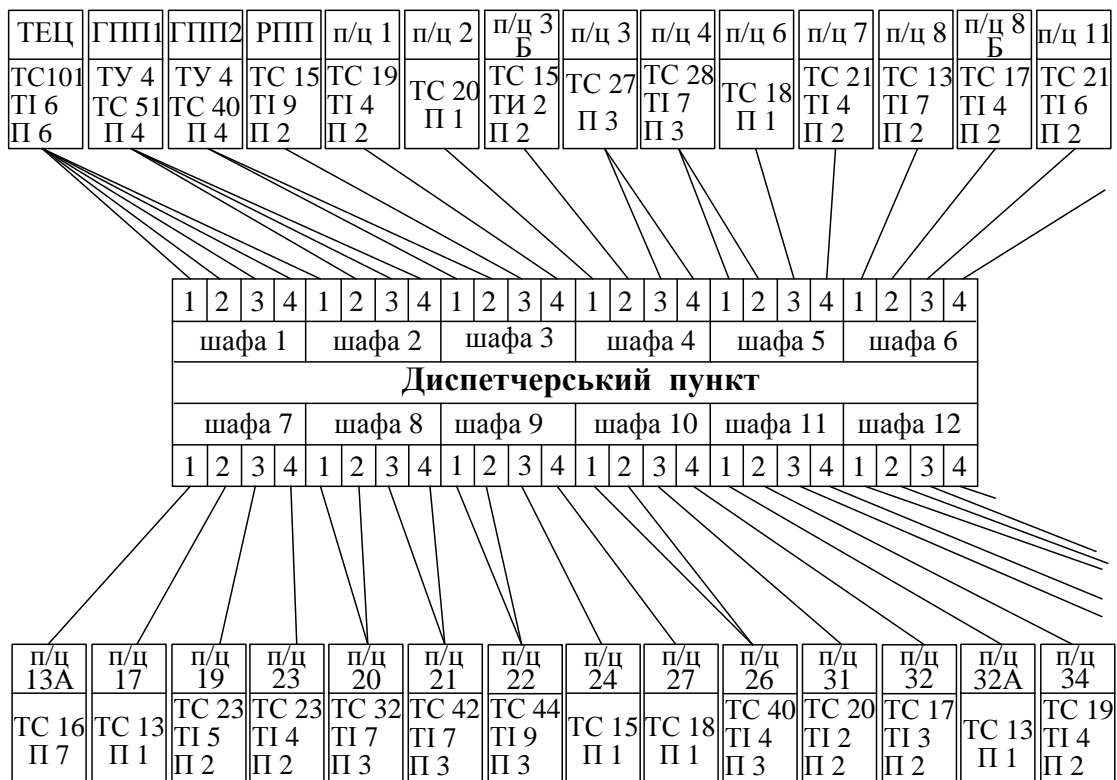 ТЕЦ ГПП1 ГПП2 РПП п/ц 1 п/ц 2 п/ц 3 Б п/ц 3 п/ц 4 п/ц 6 п/ц 7 п/ц 8 п/ц 8 Б п/ц 11
ТС101 ТІ 6 П 6
ТУ 4 ТС 51 П 4
ТУ 4 ТС 40 П 4
ТС 15 ТІ 9 П 2
ТС 19 ТІ 4 П 2
ТС 20 П 1
ТС 15 ТИ 2 П 2
ТС 27 П 3
ТС 28 ТІ 7 П 3
ТС 18 П 1
ТС 21 ТІ 4 П 2
ТС 13 ТІ 7 П 2
ТС 17 ТІ 4 П 2
ТС 21 ТІ 6 П 2
1 2 3 4 1 2 3 4 1 2 3 4 1 2 3 4 1 2 3 4 1 2 3 4
шафа 1 шафа 2 шафа 3 шафа 4 шафа 5 шафа 6
Диспетчерський пункт
шафа 7 шафа 8 шафа 9 шафа 10 шафа 11 шафа 12
1 2 3 4 1 2 3 4 1 2 3 4 1 2 3 4 1 2 3 4 1 2 3 4
п/ц 13А п/ц 17 п/ц 19 п/ц 23 п/ц 20 п/ц 21 п/ц 22 п/ц 24 п/ц 27 п/ц 26 п/ц 31 п/ц 32 п/ц 32А п/ц 34
ТС 16 П 7
ТС 13 П 1
ТС 23 ТІ 5 П 2
ТС 23 ТІ 4 П 2
ТС 32 ТІ 7 П 3
ТС 42 ТІ 7 П 3
ТС 44 ТІ 9 П 3
ТС 15 П 1
ТС 18 П 1
ТС 40 ТІ 4 П 3
ТС 20 ТІ 2 П 2
ТС 17 ТІ 3 П 2
ТС 13 П 1
ТС 19 ТІ 4 П 2